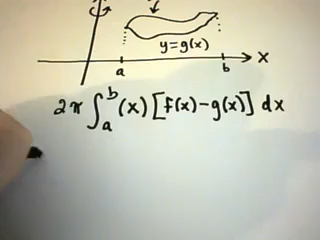 y=g(x)
a b x
2π ∫_a^b (x) [f(x)-g(x)] dx